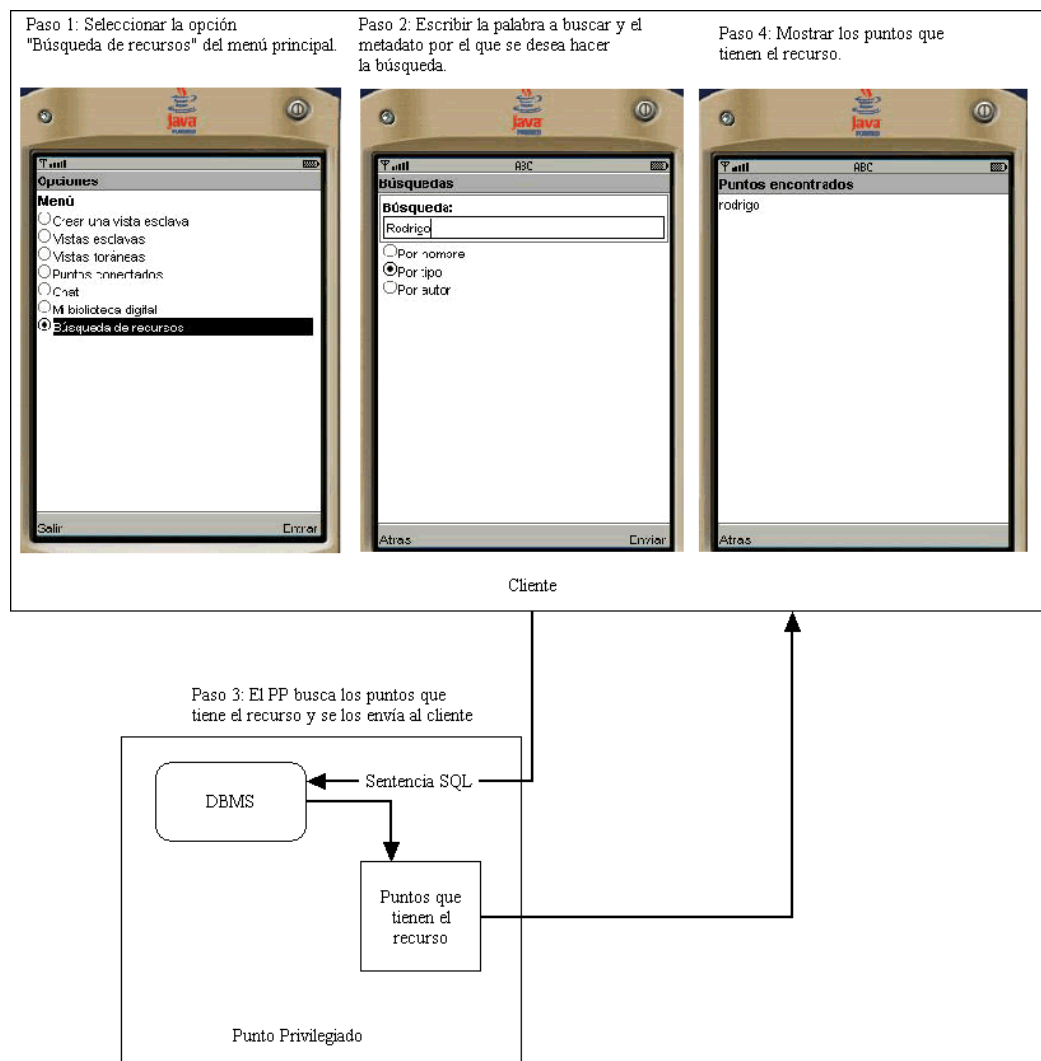 Paso 1: Seleccionar la opción
"Búsqueda de recursos" del menú principal.
Paso 2: Escribir la palabra a buscar y el
metadato por el que se desea hacer
la búsqueda.
Paso 4: Mostrar los puntos que
tienen el recurso.
Java
POWERED
Opciones
Menú
Crear una vista esclava
Vistas esclavas
Vistas foráneas
Puntos conectados
Chat
Mi biblioteca digital
Búsqueda de recursos
Salir
Entrar
Java
POWERED
ABC
Búsquedas
Búsqueda:
Rodrigo
Por nombre
Por tipo
Por autor
Atras
Enviar
Java
POWERED
ABC
Puntos encontrados
rodrigo
Atras
Cliente
Paso 3: El PP busca los puntos que
tiene el recurso y se los envía al cliente
Sentencia SQL
DBMS
Puntos que
tienen el
recurso
Punto Privilegiado